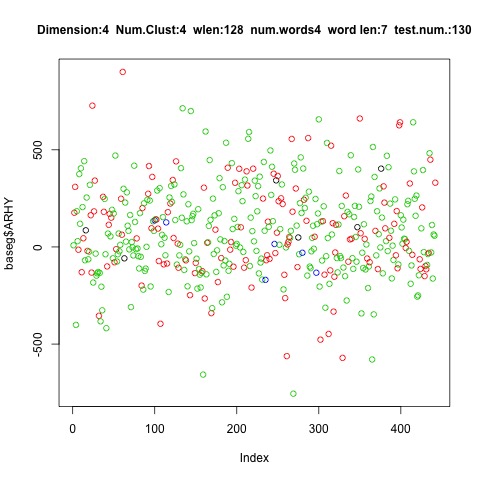 Dimension:4 Num.Clust:4 wlen:128 num.words4 word len:7 test.num.:130
baseg$ARHY
500
0
-500
0 100 200 300 400
Index